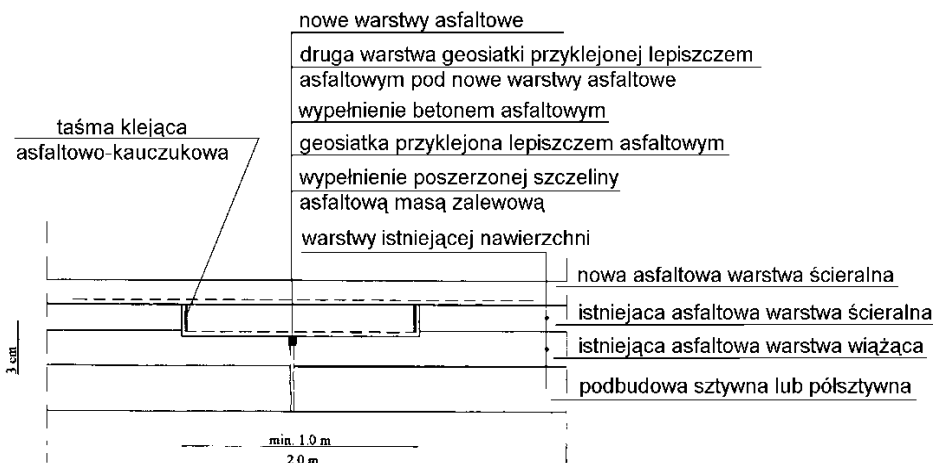 nowe warstwy asfaltowe
druga warstwa geosiatki przyklejonej lepiszczem
asfaltowym pod nowe warstwy asfaltowe
wypełnienie betonem asfaltowym
taśma klejąca
asfaltowo-kauczukowa
geosiatka przyklejona lepiszczem asfaltowym
wypełnienie poszerzonej szczeliny
asfaltową masą zalewową
warstwy istniejącej nawierzchni
nowa asfaltowa warstwa ścieralna
istniejaca asfaltowa warstwa ścieralna
istniejąca asfaltowa warstwa wiążąca
podbudowa sztywna lub półsztywna
3 cm
min. 1.0 m
2.0 m